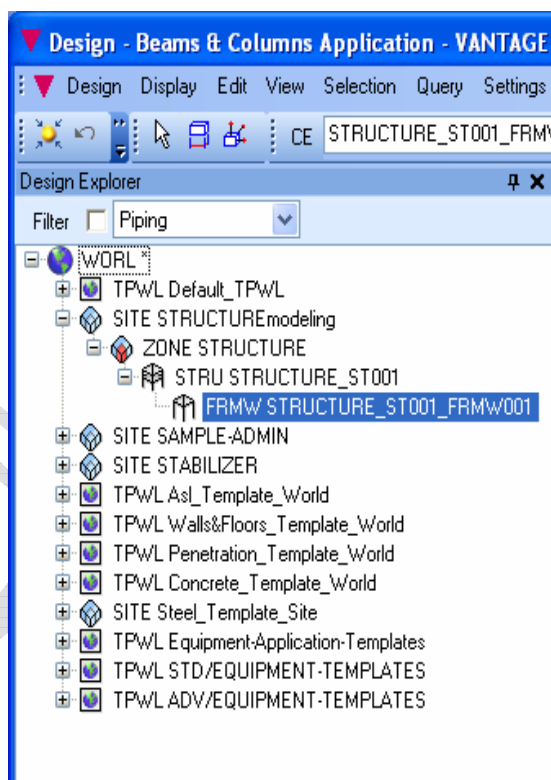 Design - Beams & Columns Application - VANTAGE
Design Display Edit View Selection Query Settings
CE STRUCTURE_ST001_FRM
Design Explorer
Filter Piping
WORL *
TPWL Default_TPWL
SITE STRUCTUREmodeling
ZONE STRUCTURE
STRU STRUCTURE_ST001
FRMW STRUCTURE_ST001_FRMW001
SITE SAMPLE-ADMIN
SITE STABILIZER
TPWL Asl_Template_World
TPWL Walls&Floors_Template_World
TPWL Penetration_Template_World
TPWL Concrete_Template_World
SITE Steel_Template_Site
TPWL Equipment-Application-Templates
TPWL STD/EQUIPMENT-TEMPLATES
TPWL ADV/EQUIPMENT-TEMPLATES